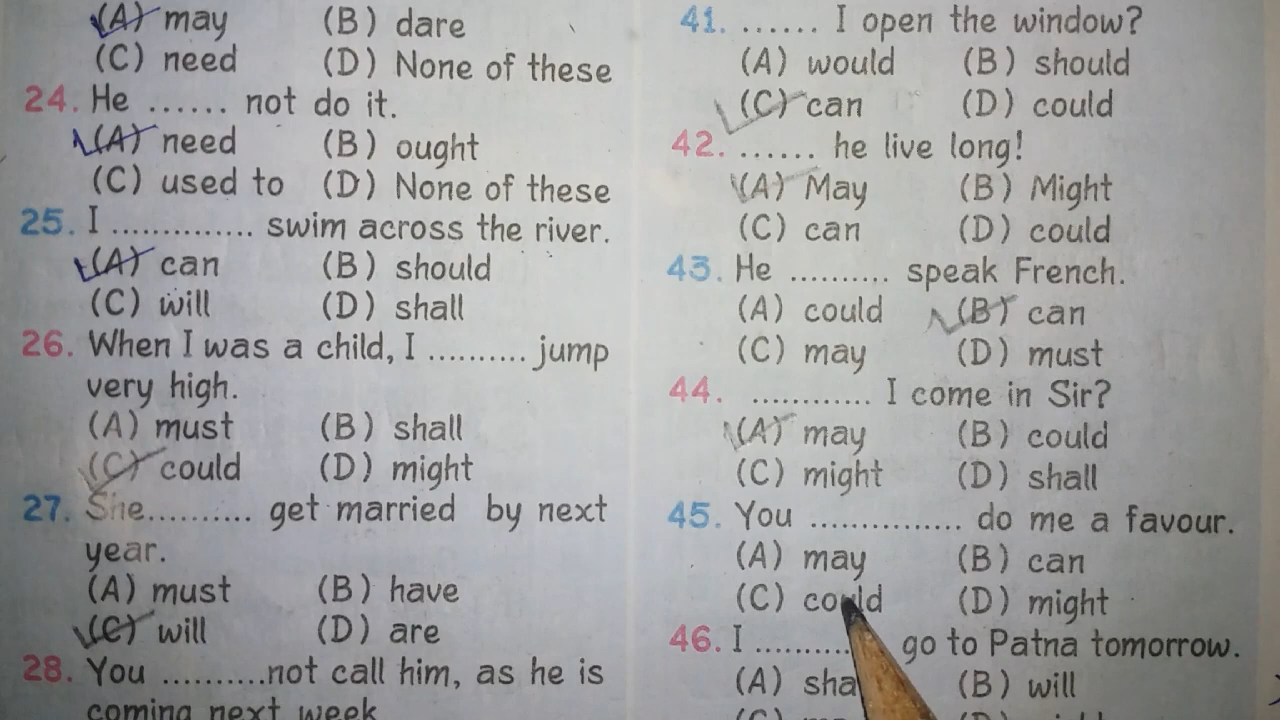 (A) may (B) dare
(C) need (D) None of these
24. He ...... not do it.
(A) need (B) ought
(C) used to (D) None of these
25. I .............. swim across the river.
(A) can (B) should
(C) will (D) shall
26. When I was a child, I .......... jump
very high.
(A) must (B) shall
(C) could (D) might
27. She.......... get married by next
year.
(A) must (B) have
(C) will (D) are
28. You ..........not call him, as he is
coming next week
41. ...... I open the window?
(A) would (B) should
(C) can (D) could
42. ...... he live long!
(A) May (B) Might
(C) can (D) could
43. He .......... speak French.
(A) could (B) can
(C) may (D) must
44. ............ I come in Sir?
(A) may (B) could
(C) might (D) shall
45. You ............... do me a favour.
(A) may (B) can
(C) could (D) might
46. I .......... go to Patna tomorrow.
(A) (B) will